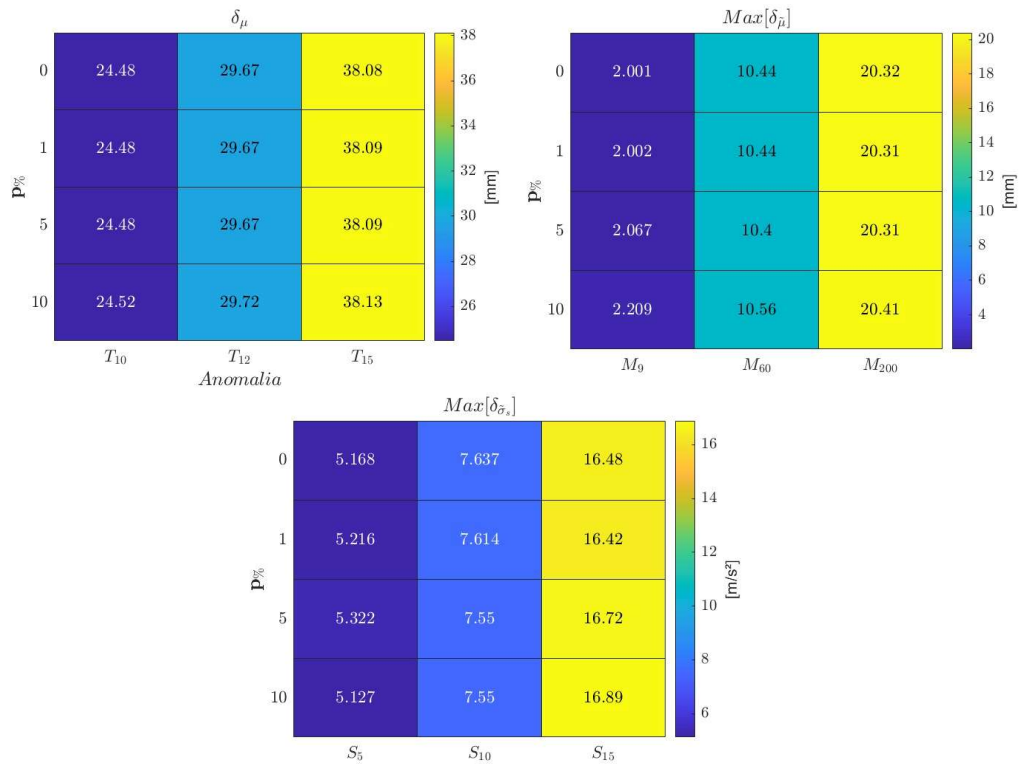 δ_μ
0 24.48 29.67 38.08
1 24.48 29.67 38.09
5 24.48 29.67 38.09
10 24.52 29.72 38.13
p%
T_10 T_12 T_15
Anomalia
38
36
34
32
30
28
26
[mm]
Max[δ_μ̃]
0 2.001 10.44 20.32
1 2.002 10.44 20.31
5 2.067 10.4 20.31
10 2.209 10.56 20.41
p%
M_9 M_60 M_200
20
18
16
14
12
10
8
6
4
[mm]
Max[δ_σ̃_s]
0 5.168 7.637 16.48
1 5.216 7.614 16.42
5 5.322 7.55 16.72
10 5.127 7.55 16.89
p%
S_5 S_10 S_15
16
14
12
10
8
6
[m/s²]